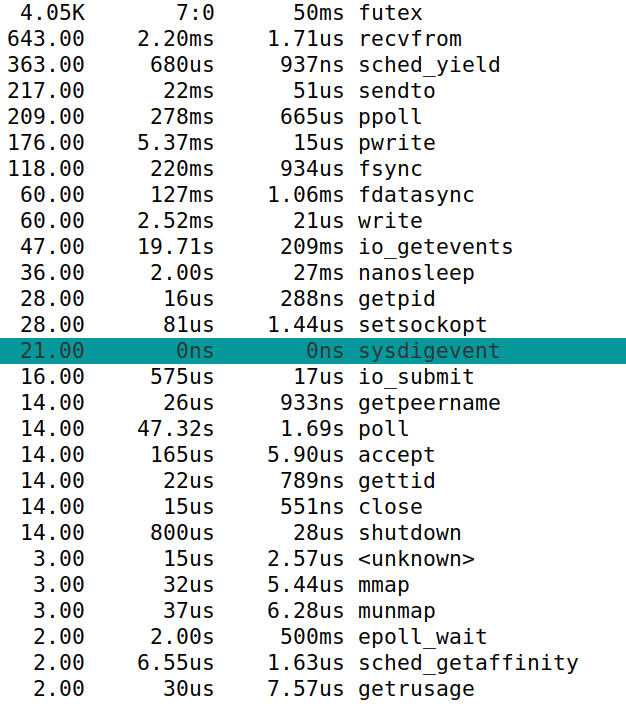 4.05K 7:0 50ms futex
643.00 2.20ms 1.71us recvfrom
363.00 680us 937ns sched_yield
217.00 22ms 51us sendto
209.00 278ms 665us ppoll
176.00 5.37ms 15us pwrite
118.00 220ms 934us fsync
60.00 127ms 1.06ms fdatasync
60.00 2.52ms 21us write
47.00 19.71s 209ms io_getevents
36.00 2.00s 27ms nanosleep
28.00 16us 288ns getpid
28.00 81us 1.44us setsockopt
21.00 0ns 0ns sysdigevent
16.00 575us 17us io_submit
14.00 26us 933ns getpeername
14.00 47.32s 1.69s poll
14.00 165us 5.90us accept
14.00 22us 789ns gettid
14.00 15us 551ns close
14.00 800us 28us shutdown
3.00 15us 2.57us <unknown>
3.00 32us 5.44us mmap
3.00 37us 6.28us munmap
2.00 2.00s 500ms epoll_wait
2.00 6.55us 1.63us sched_getaffinity
2.00 30us 7.57us getrusage